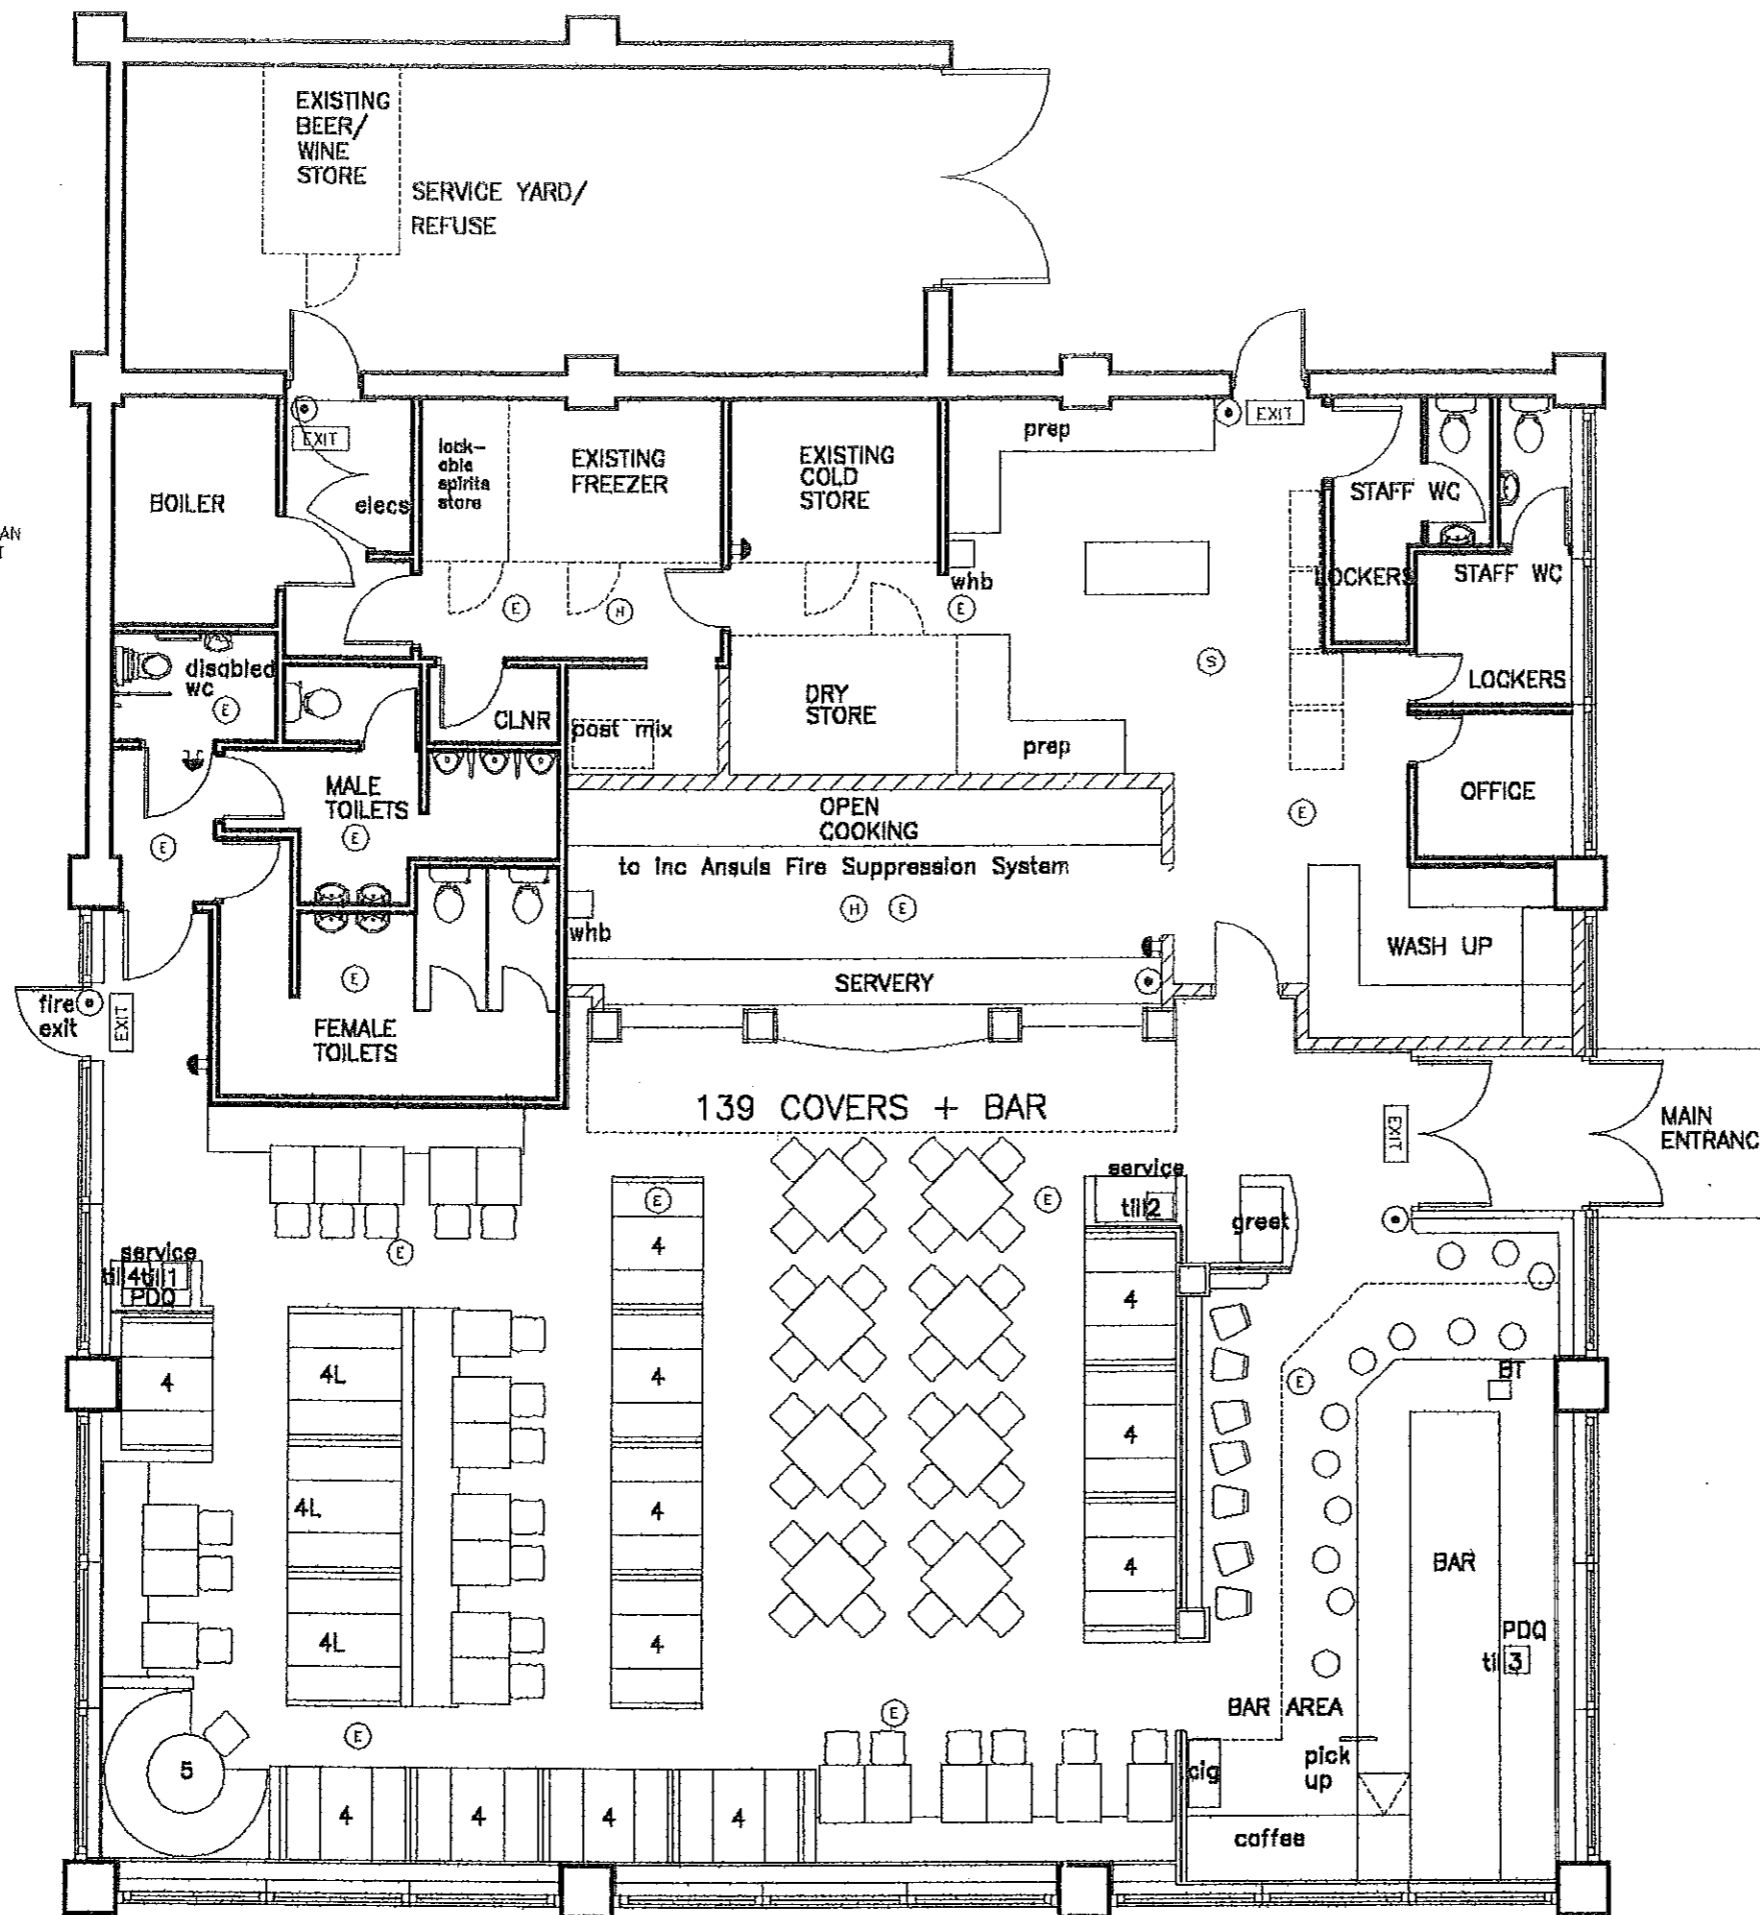 EXISTING
BEER/
WINE
STORE
SERVICE YARD/
REFUSE
EXIT
EXIT
prep
BOILER
elecs
lock-
able
spirits
store
EXISTING
FREEZER
EXISTING
COLD
STORE
STAFF WC
AN
T
whb
LOCKERS
STAFF WC
E
H
E
disabled
wc
E
CLNR
post mix
DRY
STORE
prep
S
LOCKERS
MALE
TOILETS
E
E
OPEN
COOKING
E
OFFICE
to inc Ansuls Fire Suppression System
H
E
whb
WASH UP
E
SERVERY
fire
exit
EXIT
FEMALE
TOILETS
139 COVERS + BAR
EXIT
MAIN
ENTRANC
service
till2
greet
E
E
E
4
service
till4 till1
PDQ
4
4
4L
4
E
BT
4
4L
4
4
BAR
4L
4
PDQ
till3
BAR AREA
E
E
pick
up
cig
5
4
4
4
4
coffee